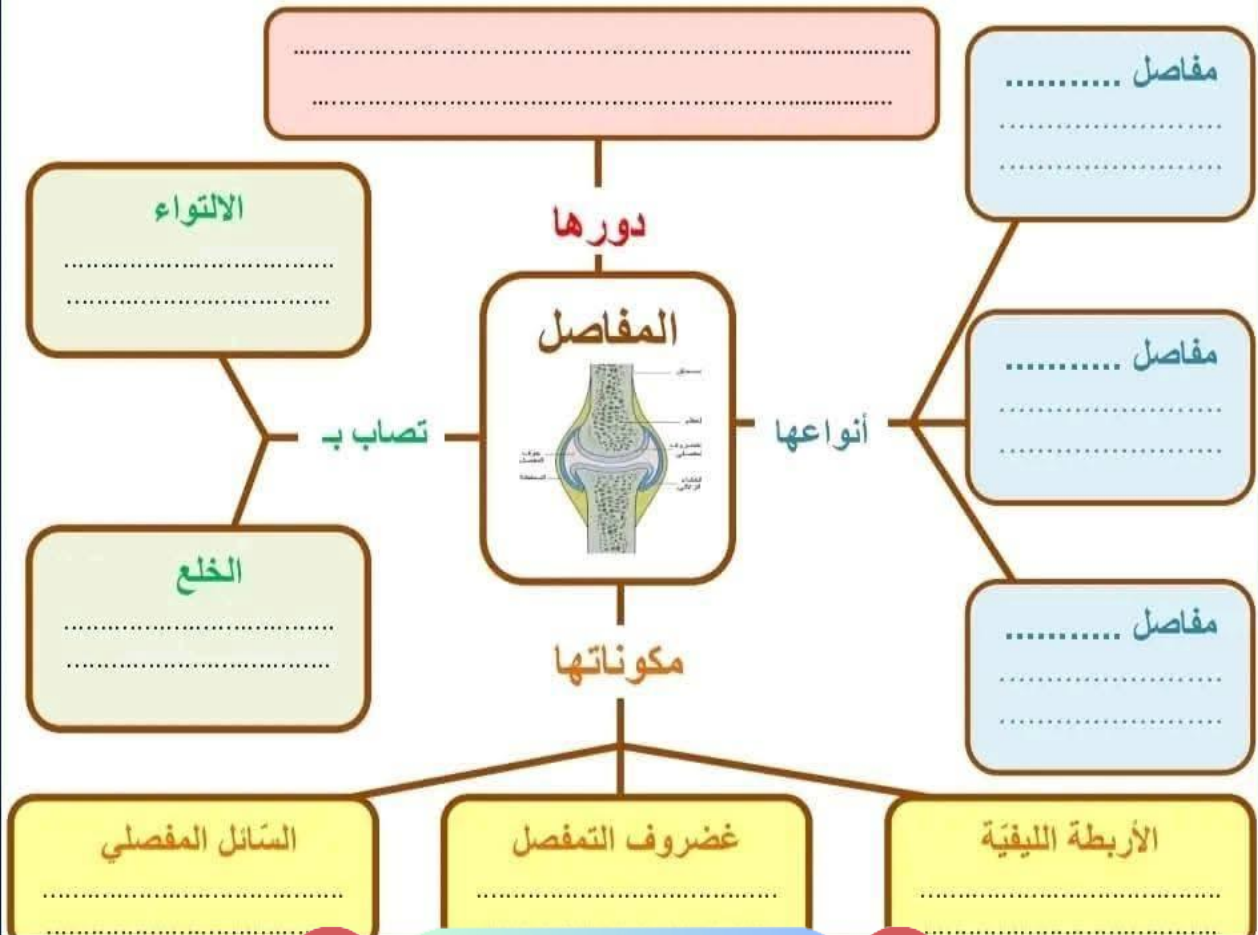 ......................................................................
..................................................................
دورها
المفاصل
أنواعها
مفاصل ...........
........................
........................
مفاصل ...........
........................
........................
مفاصل ...........
........................
........................
تصاب بـ
الالتواء
.....................................
....................................
الخلع
.....................................
....................................
مكوناتها
الأربطة الليفيّة
.....................................
.....................................
غضروف التمفصل
.....................................
السّائل المفصلي
.....................................
.....................................